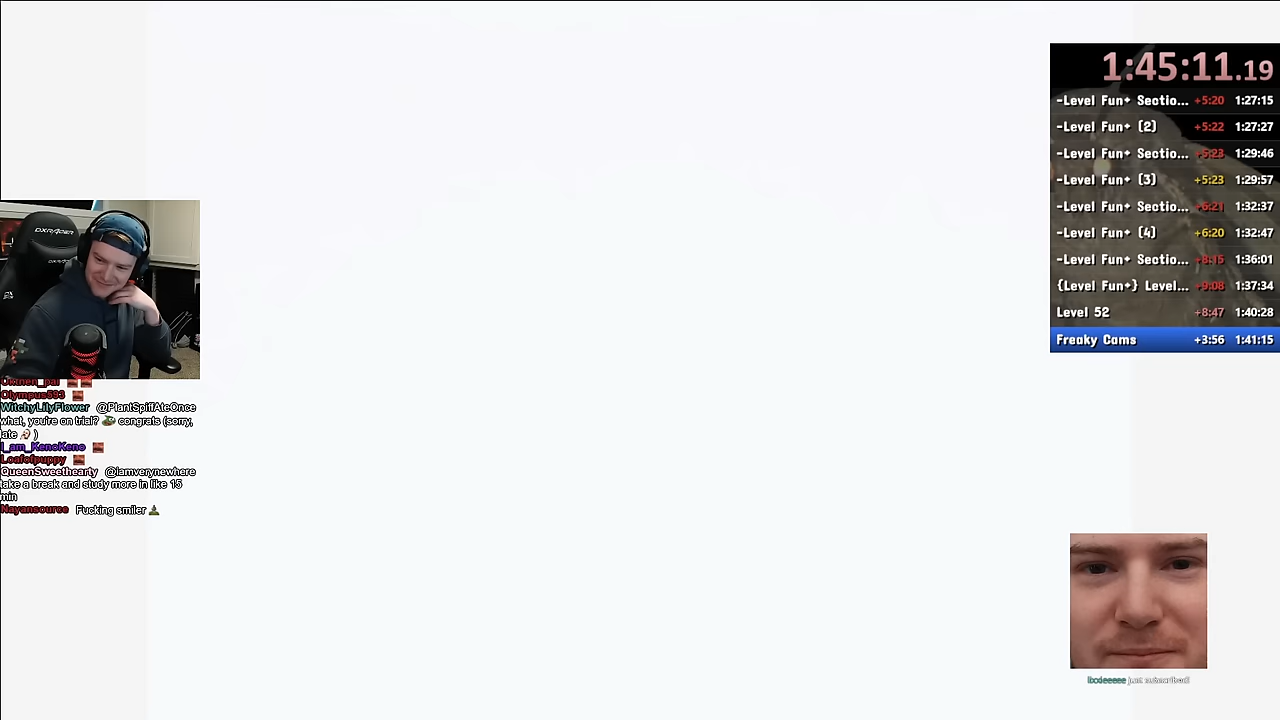 1:45:11.19
-Level Fun+ Sectio... +5:20 1:27:15
-Level Fun+ (2) +5:22 1:27:27
-Level Fun+ Sectio... +5:23 1:29:46
-Level Fun+ (3) +5:23 1:29:57
-Level Fun+ Sectio... +6:21 1:32:37
-Level Fun+ (4) +6:20 1:32:47
-Level Fun+ Sectio... +8:15 1:36:01
{Level Fun+} Level... +9:08 1:37:34
Level 52 +8:47 1:40:28
Freaky Cams +3:56 1:41:15
DXRACER
Olympus593
WitchyLilyFlower @PlantSpiffAteOnce
what, you're on trial? congrats (sorry,
late )
I_am_KenoKeno
Loafofpuppy
QueenSweethearty @iamverynewhere
take a break and study more in like 15
min
Nayansource Fucking smiler
just subscribed!